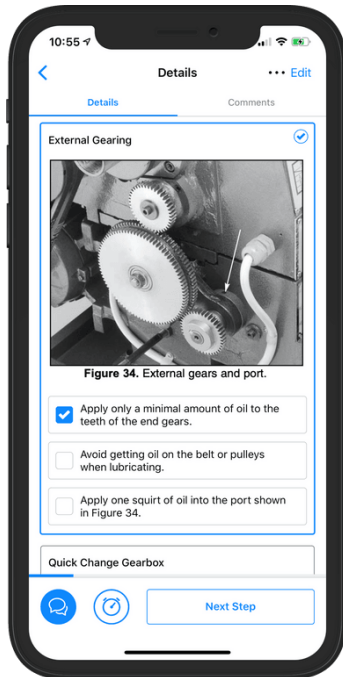 10:55
Details
Edit
Details
Comments
External Gearing
Figure 34. External gears and port.
Apply only a minimal amount of oil to the
teeth of the end gears.
Avoid getting oil on the belt or pulleys
when lubricating.
Apply one squirt of oil into the port shown
in Figure 34.
Quick Change Gearbox
Next Step